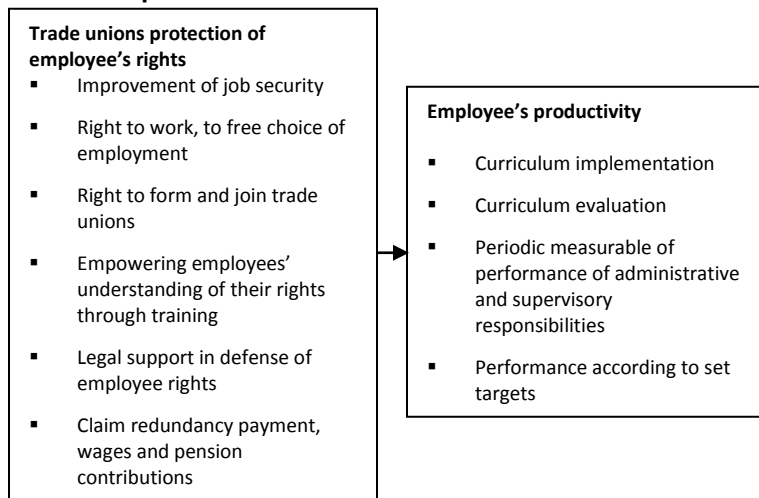 Trade unions protection of
employee’s rights
▪ Improvement of job security
▪ Right to work, to free choice of
employment
▪ Right to form and join trade
unions
▪ Empowering employees’
understanding of their rights
through training
▪ Legal support in defense of
employee rights
▪ Claim redundancy payment,
wages and pension
contributions
Employee’s productivity
▪ Curriculum implementation
▪ Curriculum evaluation
▪ Periodic measurable of
performance of administrative
and supervisory
responsibilities
▪ Performance according to set
targets